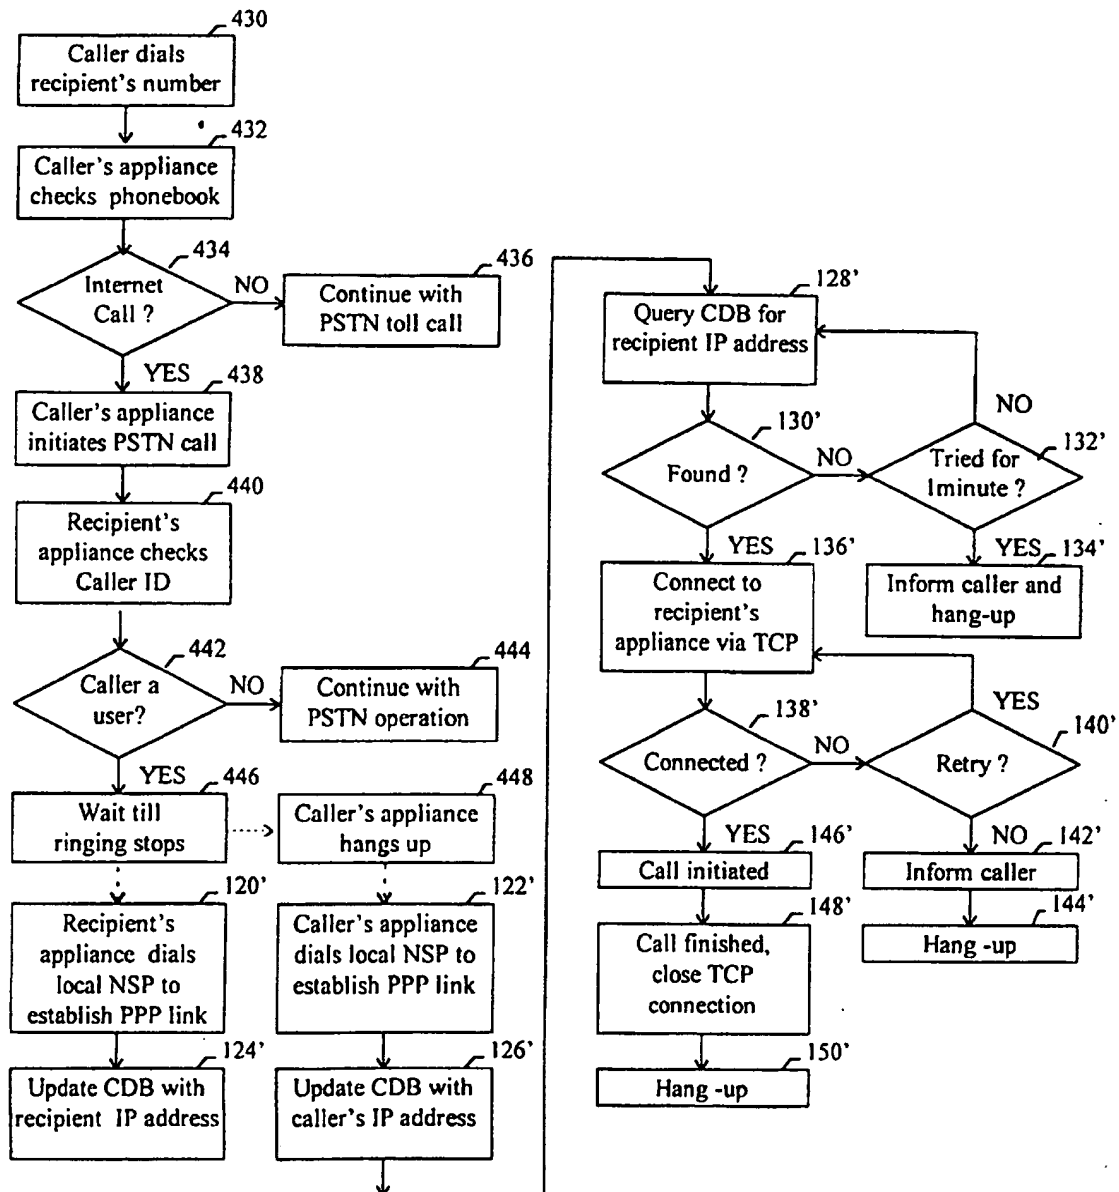 430
Caller dials
recipient's number
432
Caller's appliance
checks phonebook
434
Internet
Call ?
NO
436
Continue with
PSTN toll call
YES
438
Caller's appliance
initiates PSTN call
440
Recipient's
appliance checks
Caller ID
442
Caller a
user?
NO
444
Continue with
PSTN operation
YES
446
Wait till
ringing stops
448
Caller's appliance
hangs up
120'
Recipient's
appliance dials
local NSP to
establish PPP link
122'
Caller's appliance
dials local NSP to
establish PPP link
124'
Update CDB with
recipient IP address
126'
Update CDB with
caller's IP address
128'
Query CDB for
recipient IP address
130'
Found ?
NO
132'
Tried for
1minute ?
NO
YES
134'
Inform caller and
hang-up
YES
136'
Connect to
recipient's
appliance via TCP
138'
Connected ?
NO
140'
Retry ?
YES
NO
142'
Inform caller
144'
Hang -up
YES
146'
Call initiated
148'
Call finished,
close TCP
connection
150'
Hang -up